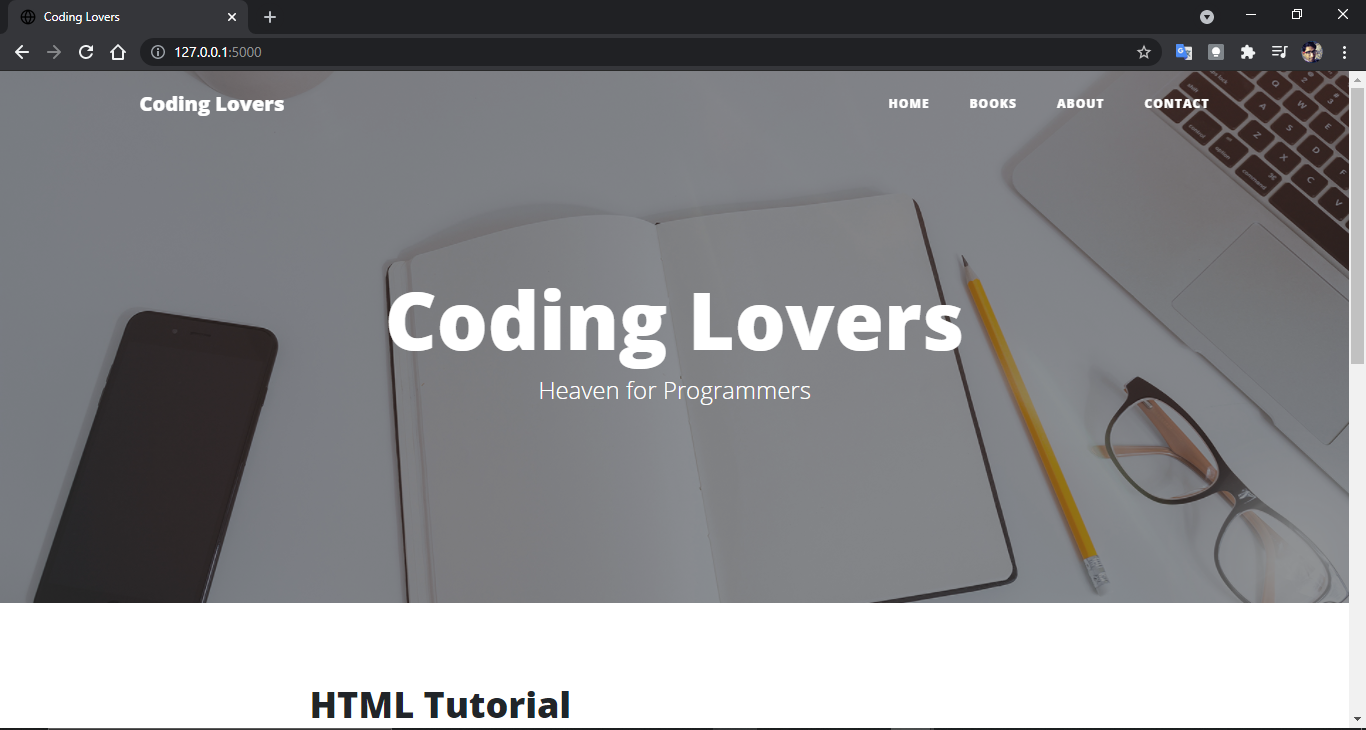 Coding Lovers
127.0.0.1:5000
Coding Lovers
HOME BOOKS ABOUT CONTACT
Coding Lovers
Heaven for Programmers
HTML Tutorial